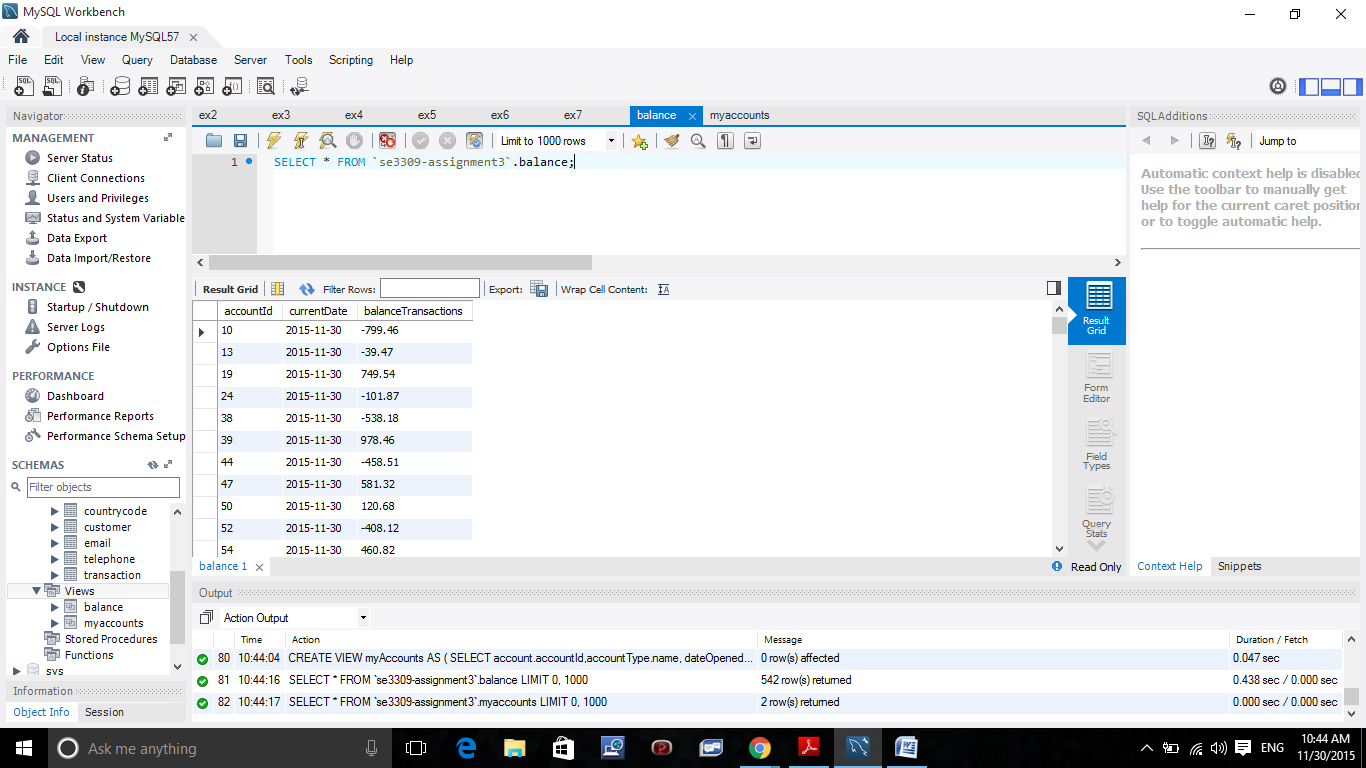 MySQL Workbench
Local instance MySQL57
File Edit View Query Database Server Tools Scripting Help
Navigator
MANAGEMENT
Server Status
Client Connections
Users and Privileges
Status and System Variable
Data Export
Data Import/Restore
INSTANCE
Startup / Shutdown
Server Logs
Options File
PERFORMANCE
Dashboard
Performance Reports
Performance Schema Setup
SCHEMAS
Filter objects
countrycode
customer
email
telephone
transaction
Views
balance
myaccounts
Stored Procedures
Functions
sys
Information
Object Info Session
ex2 ex3 ex4 ex5 ex6 ex7 balance myaccounts
Limit to 1000 rows
1 SELECT * FROM `se3309-assignment3`.balance;
Result Grid Filter Rows: Export: Wrap Cell Content:
accountId currentDate balanceTransactions
10 2015-11-30 -799.46
13 2015-11-30 -39.47
19 2015-11-30 749.54
24 2015-11-30 -101.87
38 2015-11-30 -538.18
39 2015-11-30 978.46
44 2015-11-30 -458.51
47 2015-11-30 581.32
50 2015-11-30 120.68
52 2015-11-30 -408.12
54 2015-11-30 460.82
Result
Grid
Form
Editor
Field
Types
Query
Stats
balance 1
Read Only
SQLAdditions
Jump to
Automatic context help is disabled
Use the toolbar to manually get
help for the current caret position
or to toggle automatic help.
Context Help Snippets
Output
Action Output
Time Action Message Duration / Fetch
80 10:44:04 CREATE VIEW myAccounts AS ( SELECT account.accountId,accountType.name, dateOpened... 0 row(s) affected 0.047 sec
81 10:44:16 SELECT * FROM `se3309-assignment3`.balance LIMIT 0, 1000 542 row(s) returned 0.438 sec / 0.000 sec
82 10:44:17 SELECT * FROM `se3309-assignment3`.myaccounts LIMIT 0, 1000 2 row(s) returned 0.000 sec / 0.000 sec
Ask me anything
ENG
10:44 AM
11/30/2015